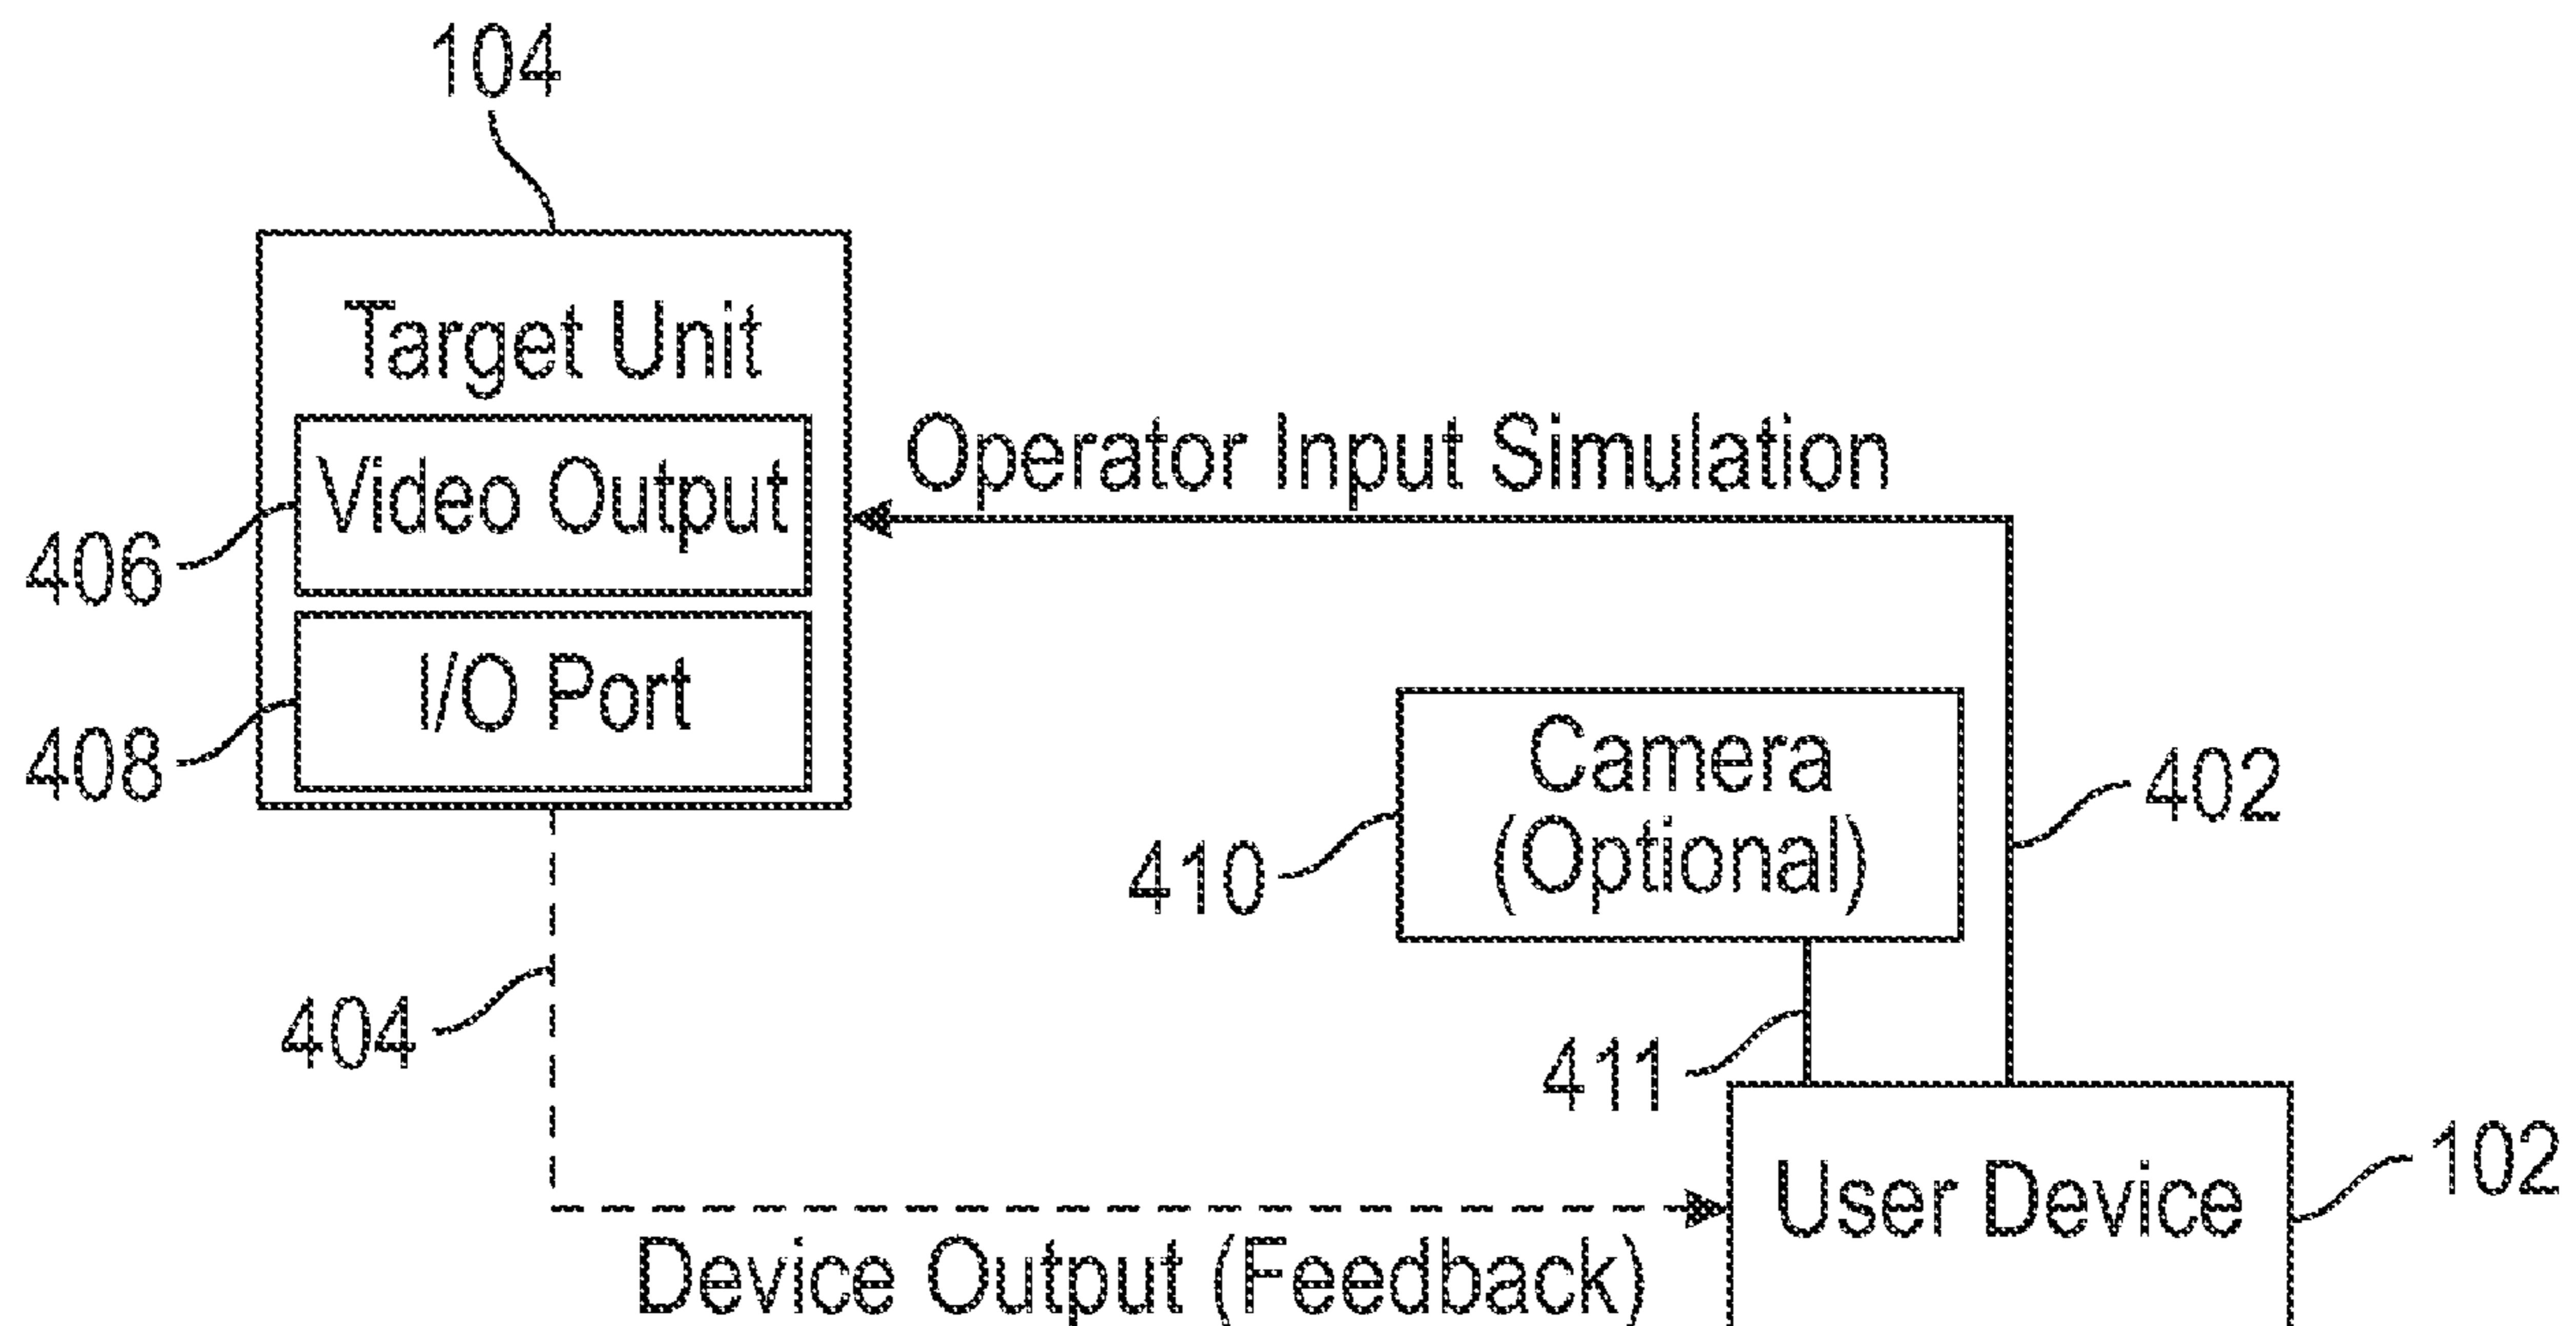 104
Target Unit
Video Output
Operator Input Simulation
406
I/O Port
408
Camera
(Optional)
402
410
404
411
User Device
102
Device Output (Feedback)